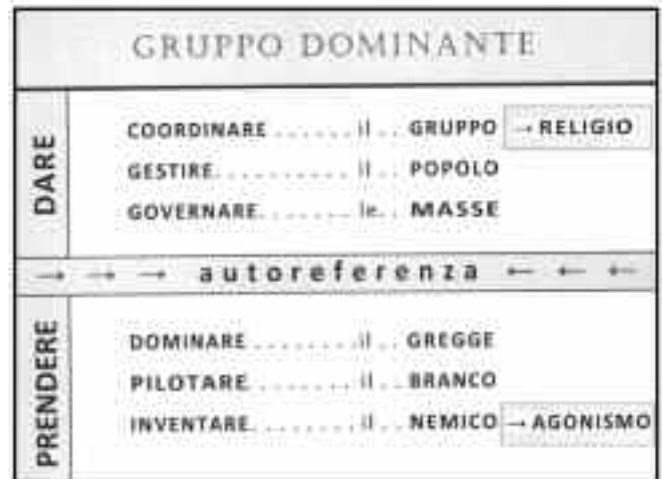 GRUPPO DOMINANTE
DARE
COORDINARE ....... il .. GRUPPO → RELIGIO
GESTIRE.......... il .. POPOLO
GOVERNARE....... le.. MASSE
→ → → autoreferenza ← ← ←
PRENDERE
DOMINARE ........ il .. GREGGE
PILOTARE ........ il .. BRANCO
INVENTARE........ il .. NEMICO → AGONISMO